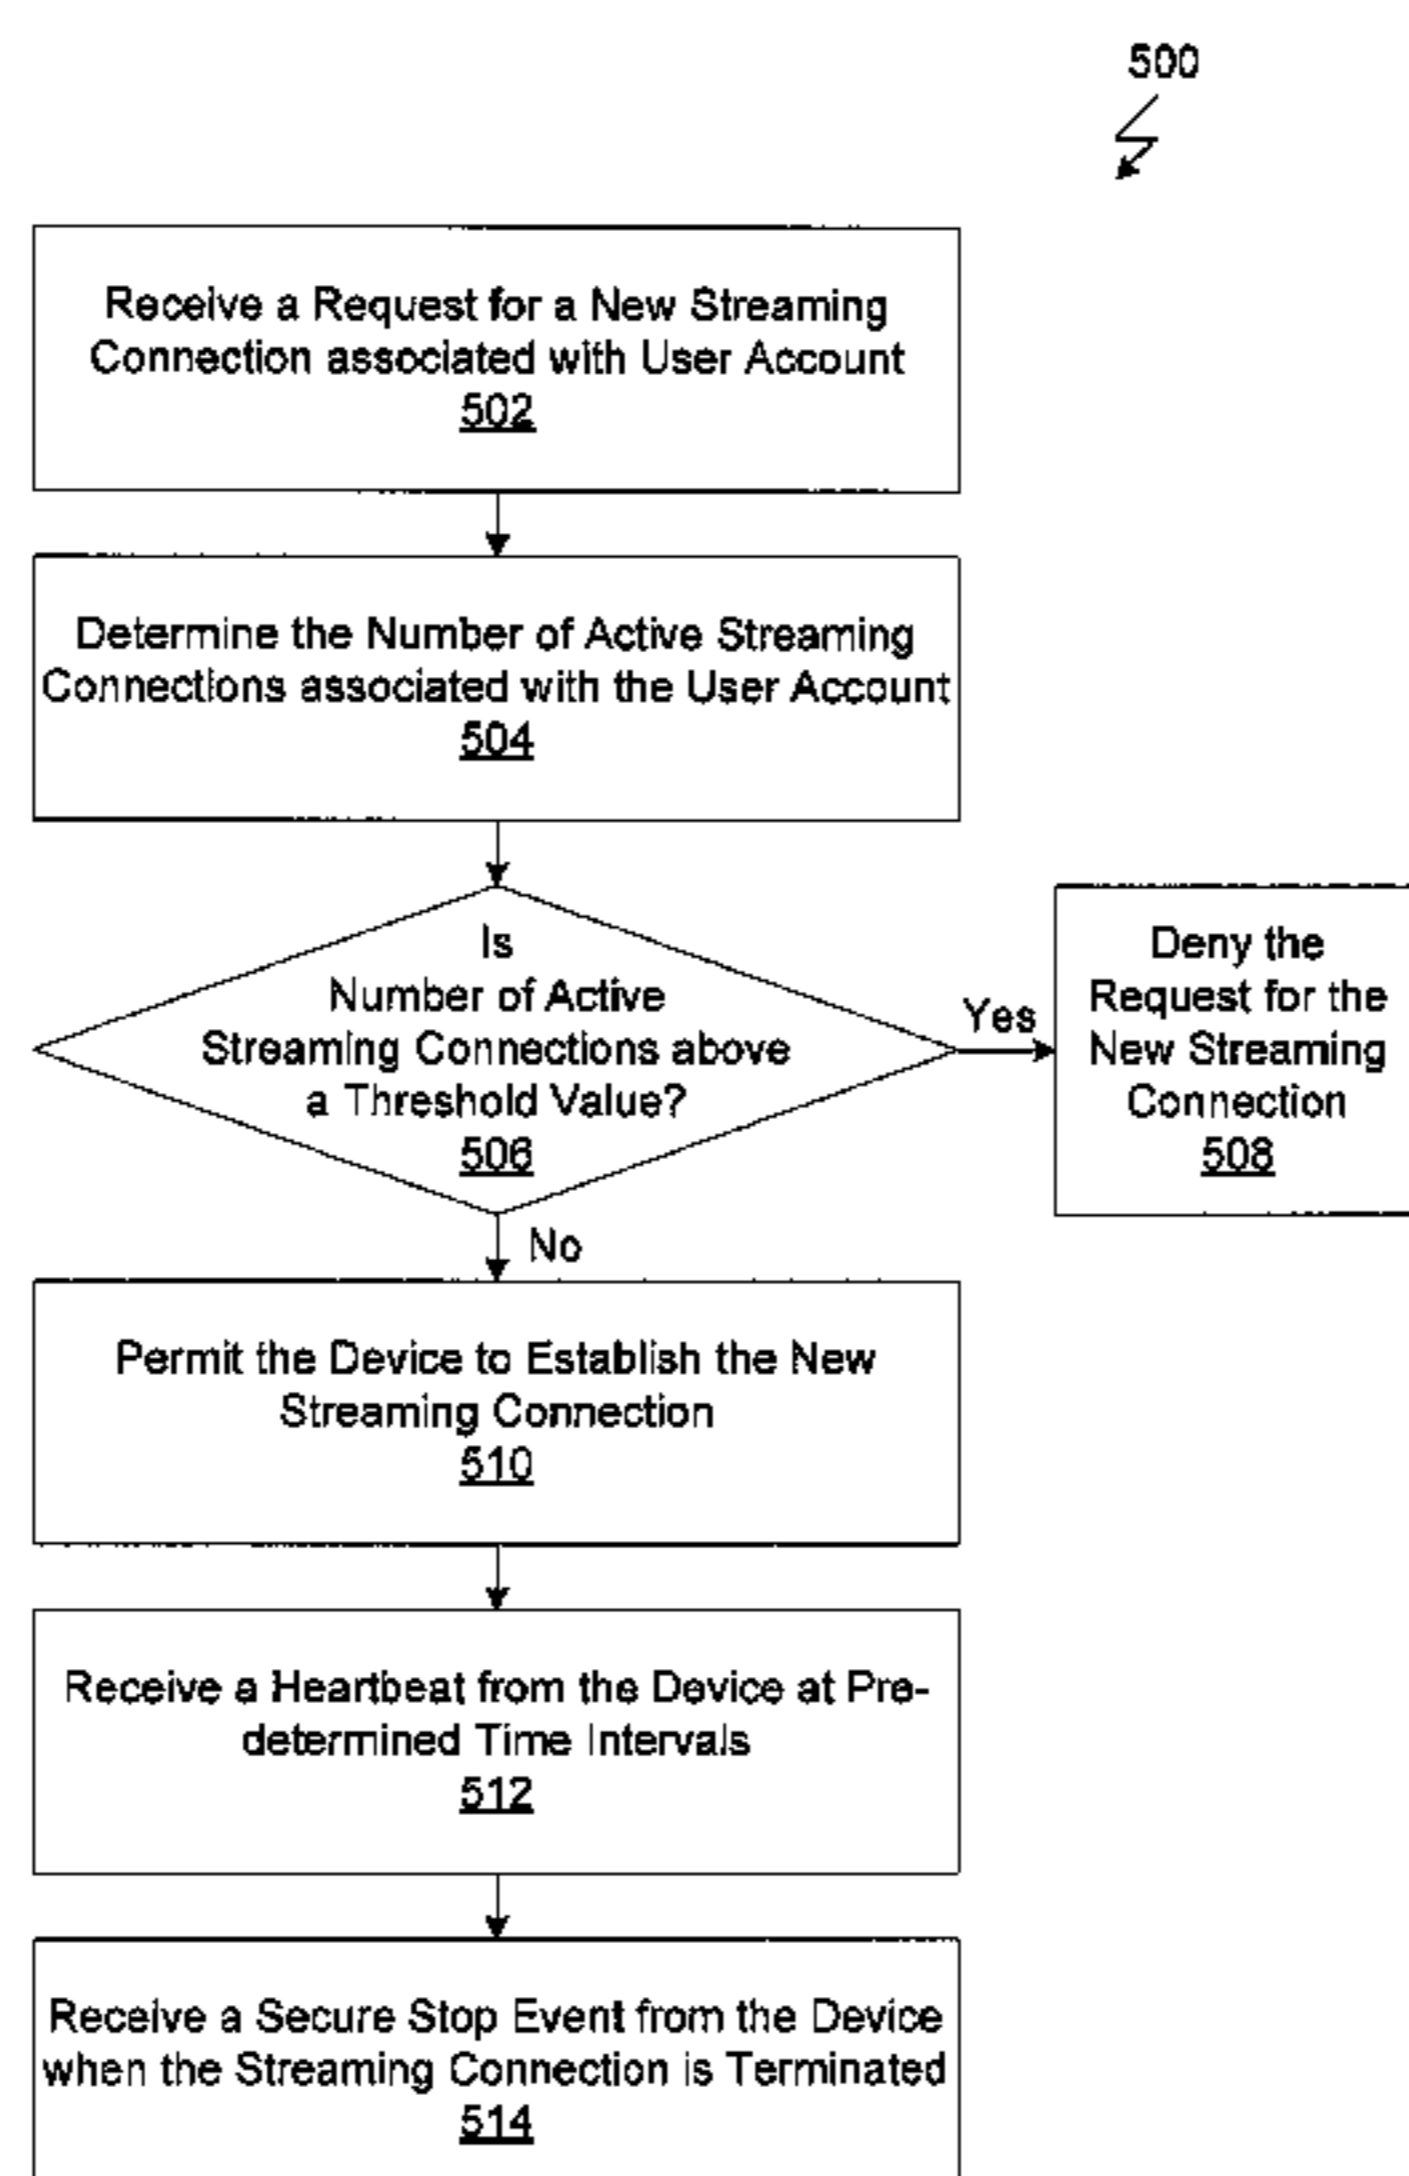 500
Receive a Request for a New Streaming
Connection associated with User Account
502
Determine the Number of Active Streaming
Connections associated with the User Account
504
Is
Number of Active
Streaming Connections above
a Threshold Value?
506
Yes
Deny the
Request for the
New Streaming
Connection
508
No
Permit the Device to Establish the New
Streaming Connection
510
Receive a Heartbeat from the Device at Pre-
determined Time Intervals
512
Receive a Secure Stop Event from the Device
when the Streaming Connection is Terminated
514